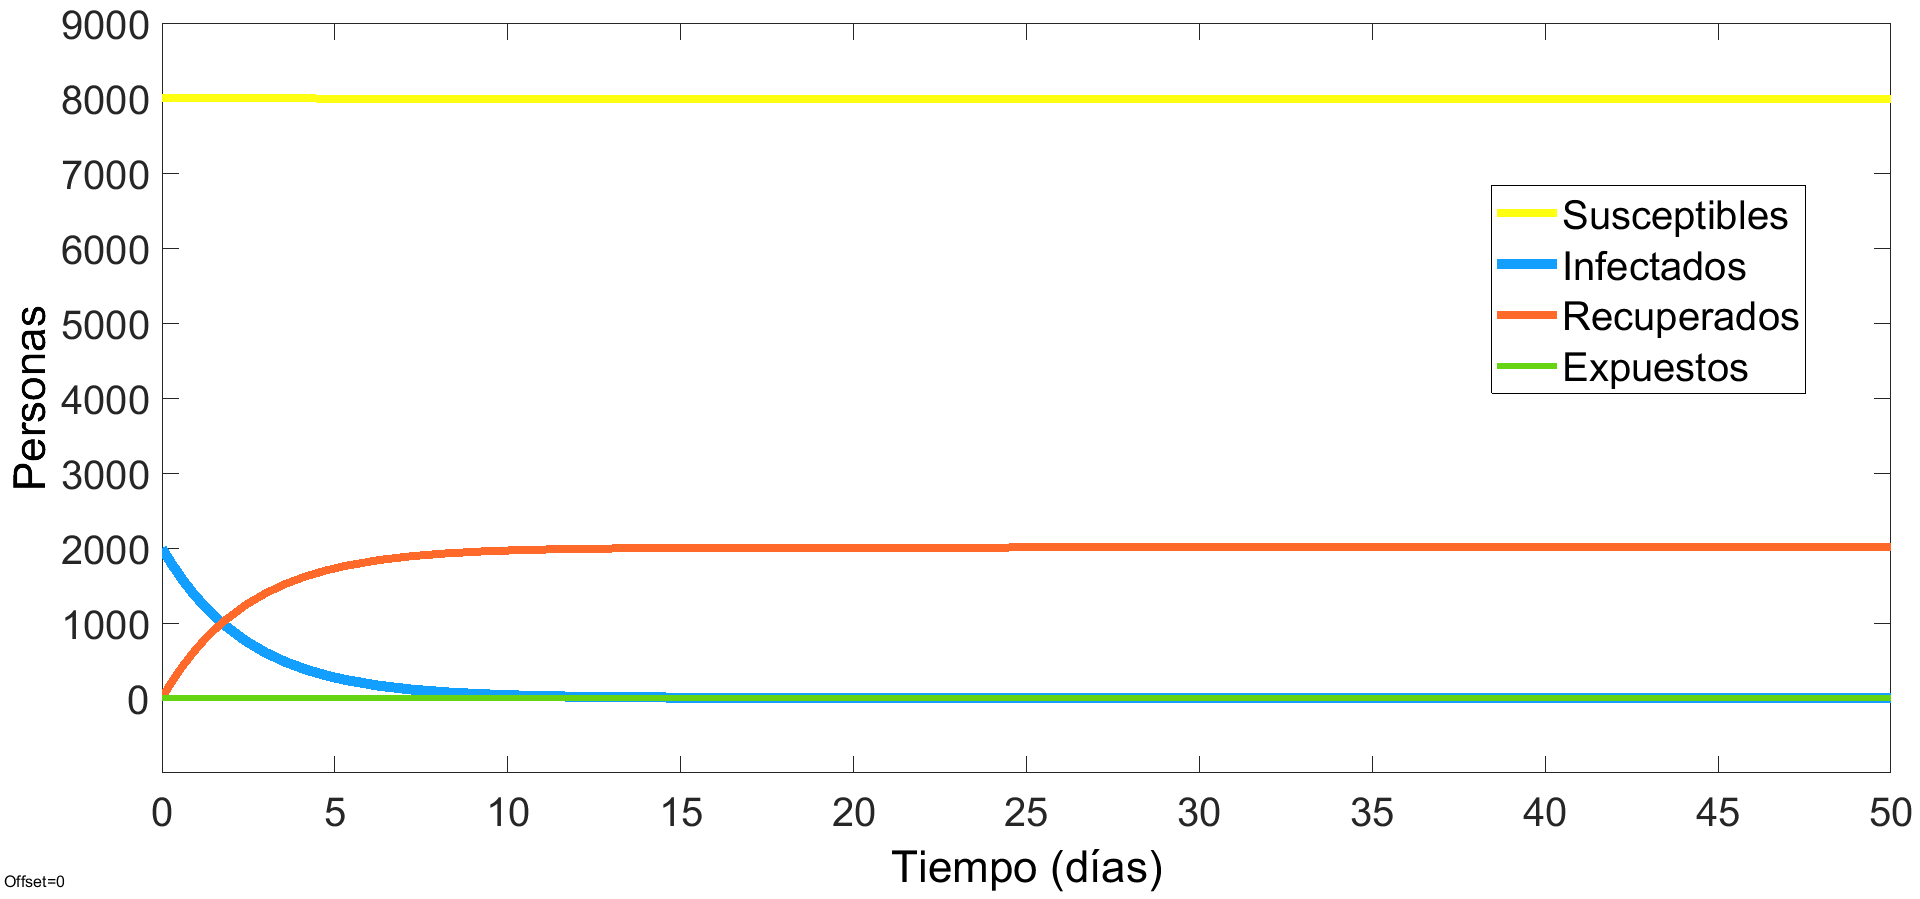 9000
8000
7000
6000
5000
4000
3000
2000
1000
0
Personas
Susceptibles
Infectados
Recuperados
Expuestos
0 5 10 15 20 25 30 35 40 45 50
Tiempo (días)
Offset=0